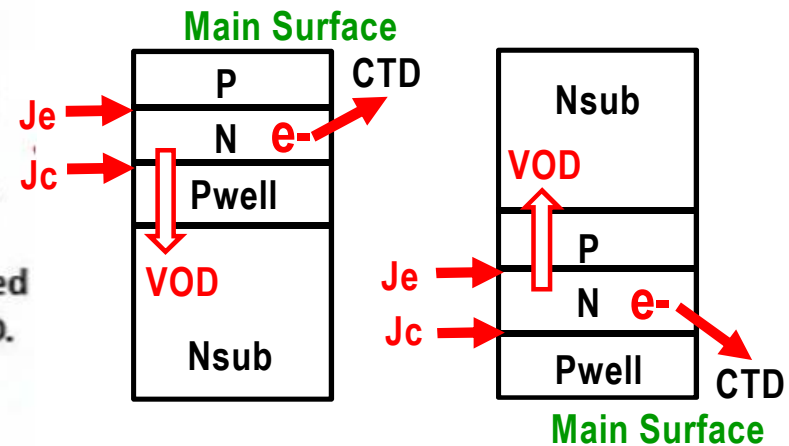 ed
).
Main Surface
P
CTD
Je
N
e-
Jc
Pwell
VOD
Nsub
Nsub
VOD
P
Je
N
e-
Jc
Pwell
CTD
Main Surface